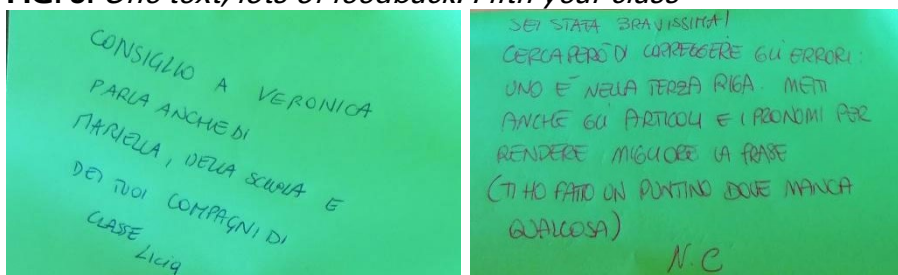 FIG. 3. One text, lots of feedback. Fifth year class
CONSIGLIO A VERONICA
PARLA ANCHE DI
MARIELLA, DELLA SCUOLA E
DEI TUOI COMPAGNI DI
CLASSE
Licia
SEI STATA BRAVISSIMA!
CERCA PERÒ DI CORREGGERE GLI ERRORI:
UNO È NELLA TERZA RIGA. METTI
ANCHE GLI ARTICOLI E I PRONOMI PER
RENDERE MIGLIORE LA FRASE
(TI HO FATTO UN PUNTINO DOVE MANCA
QUALCOSA)
N.C